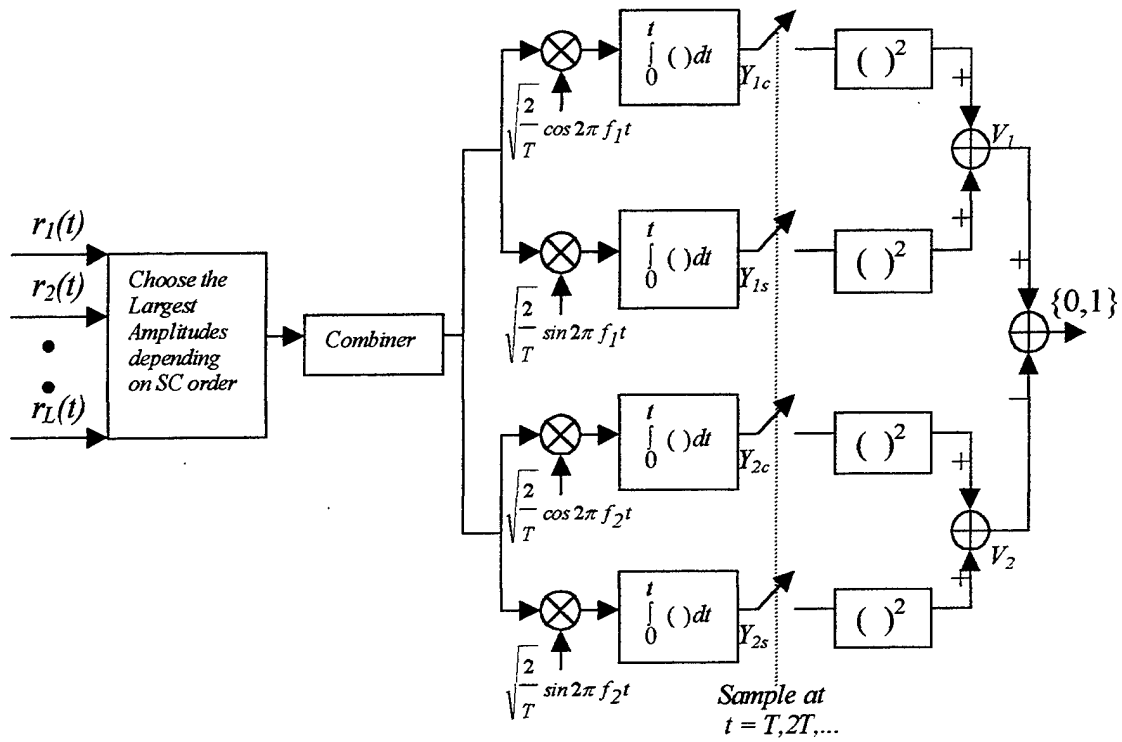 r1(t)
r2(t)
rL(t)
Choose the
Largest
Amplitudes
depending
on SC order
Combiner
√2/T cos 2π f1t
t
∫ ( )dt
0
Y1c
( )²
+
√2/T sin 2π f1t
t
∫ ( )dt
0
Y1s
( )²
+
V1
+
√2/T cos 2π f2t
t
∫ ( )dt
0
Y2c
( )²
+
√2/T sin 2π f2t
t
∫ ( )dt
0
Y2s
( )²
+
V2
−
{0,1}
Sample at
t = T,2T,...